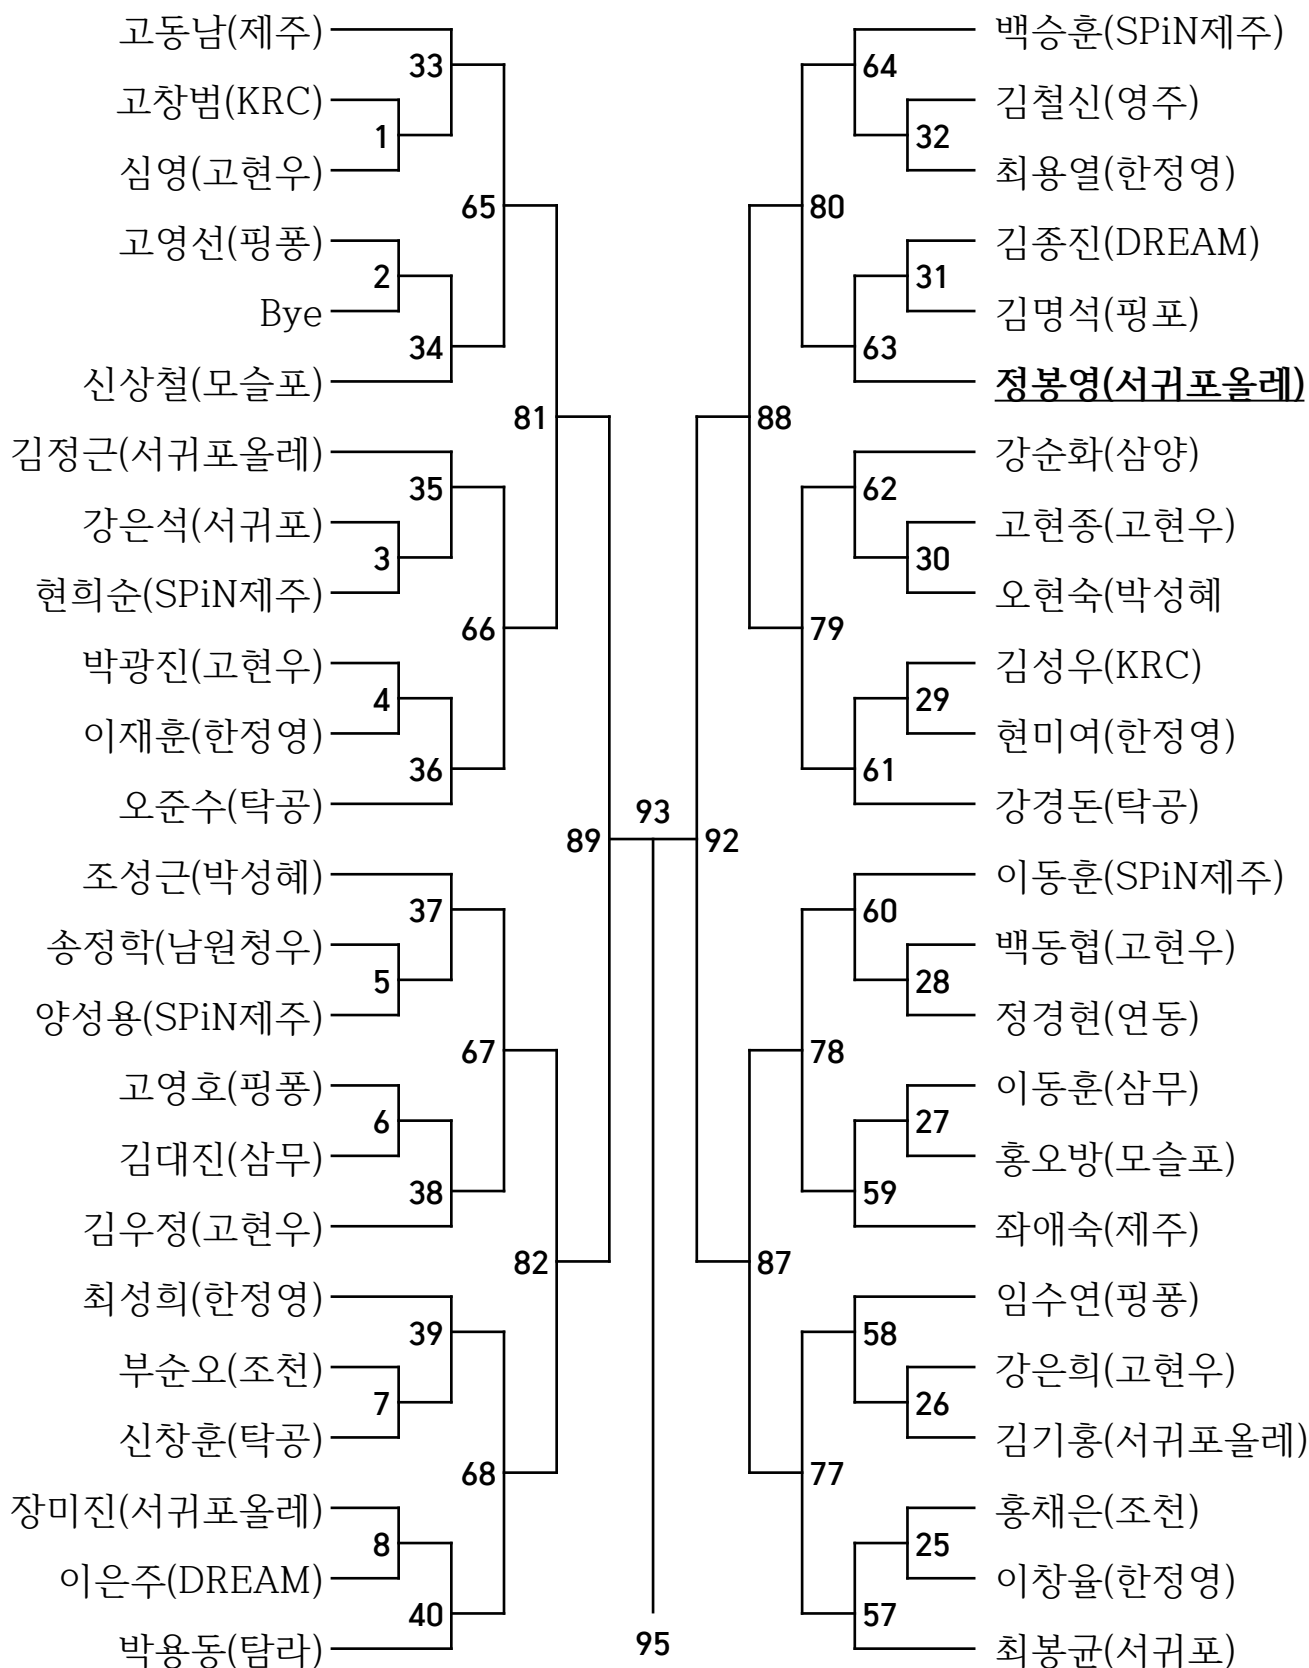 고동남(제주)
33
고창범(KRC)
1
심영(고현우)
65
고영선(핑퐁)
2
Bye
34
신상철(모슬포)
81
김정근(서귀포올레)
35
강은석(서귀포)
3
현희순(SPiN제주)
66
박광진(고현우)
4
이재훈(한정영)
36
오준수(탁공)
89
조성근(박성혜)
37
송정학(남원청우)
5
양성용(SPiN제주)
67
고영호(핑퐁)
6
김대진(삼무)
38
김우정(고현우)
82
최성희(한정영)
39
부순오(조천)
7
신창훈(탁공)
68
장미진(서귀포올레)
8
이은주(DREAM)
40
박용동(탐라)
93
95
백승훈(SPiN제주)
64
김철신(영주)
32
최용열(한정영)
80
김종진(DREAM)
31
김명석(핑포)
63
정봉영(서귀포올레)
88
강순화(삼양)
62
고현종(고현우)
30
오현숙(박성혜
79
김성우(KRC)
29
현미여(한정영)
61
강경돈(탁공)
92
이동훈(SPiN제주)
60
백동협(고현우)
28
정경현(연동)
78
이동훈(삼무)
27
홍오방(모슬포)
59
좌애숙(제주)
87
임수연(핑퐁)
58
강은희(고현우)
26
김기홍(서귀포올레)
77
홍채은(조천)
25
이창율(한정영)
57
최봉균(서귀포)